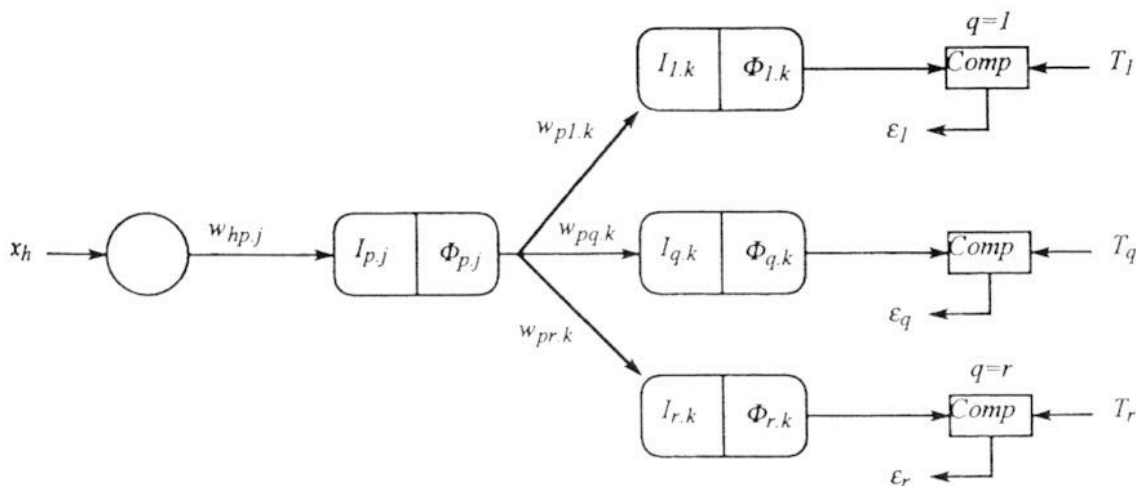 q=1
I1.k Φ1.k Comp T1
wp1.k ε1
xh whp.j Ip.j Φp.j wpq.k Iq.k Φq.k Comp Tq
εq
wpr.k
q=r
Ir.k Φr.k Comp Tr
εr